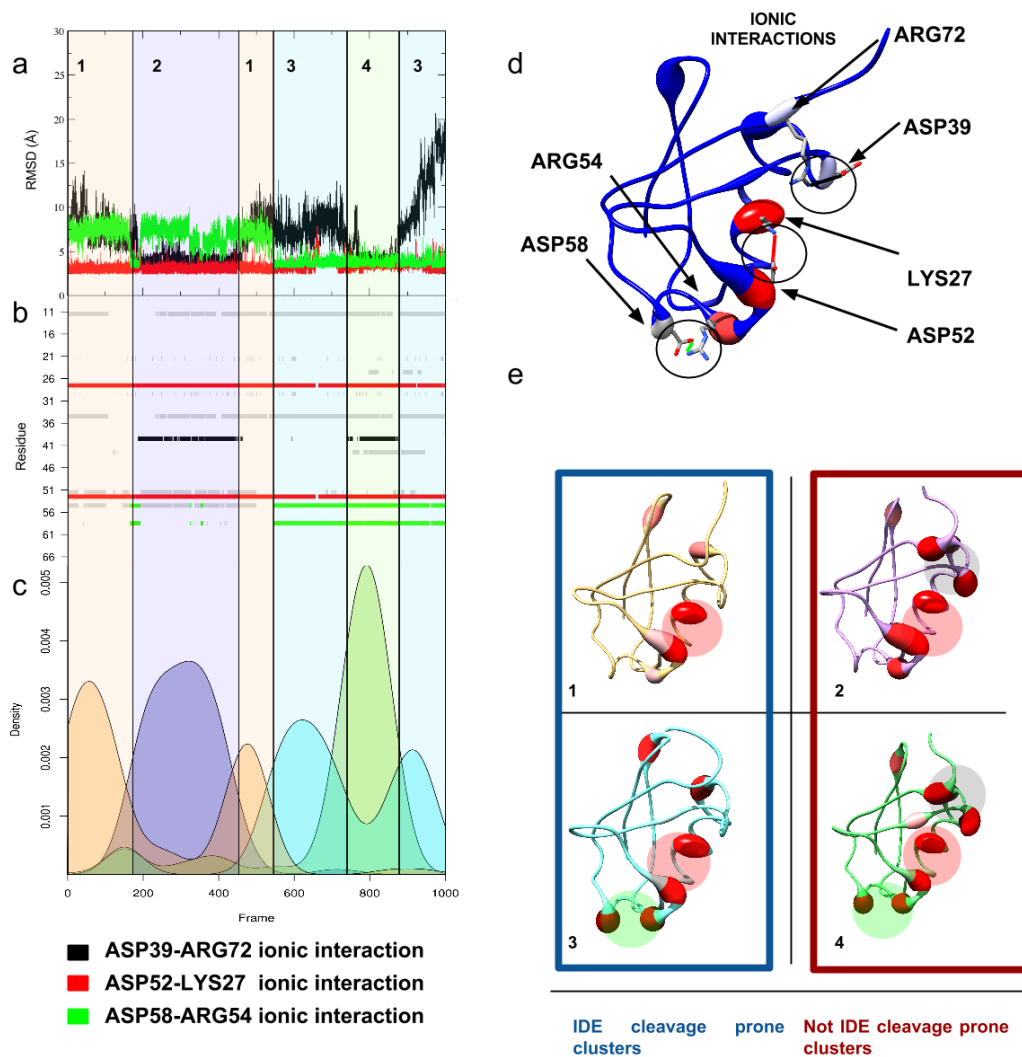 a
RMSD (Å)
30
25
20
15
10
5
0
1
2
1
3
4
3
b
Residue
11
16
21
26
31
36
41
46
51
56
61
66
c
Density
0.005
0.004
0.003
0.002
0.001
0
200
400
600
800
1000
Frame
ASP39-ARG72 ionic interaction
ASP52-LYS27 ionic interaction
ASP58-ARG54 ionic interaction
d
IONIC
INTERACTIONS
ARG72
ASP39
ARG54
ASP58
LYS27
ASP52
e
1
2
3
4
IDE cleavage prone
clusters
Not IDE cleavage prone
clusters